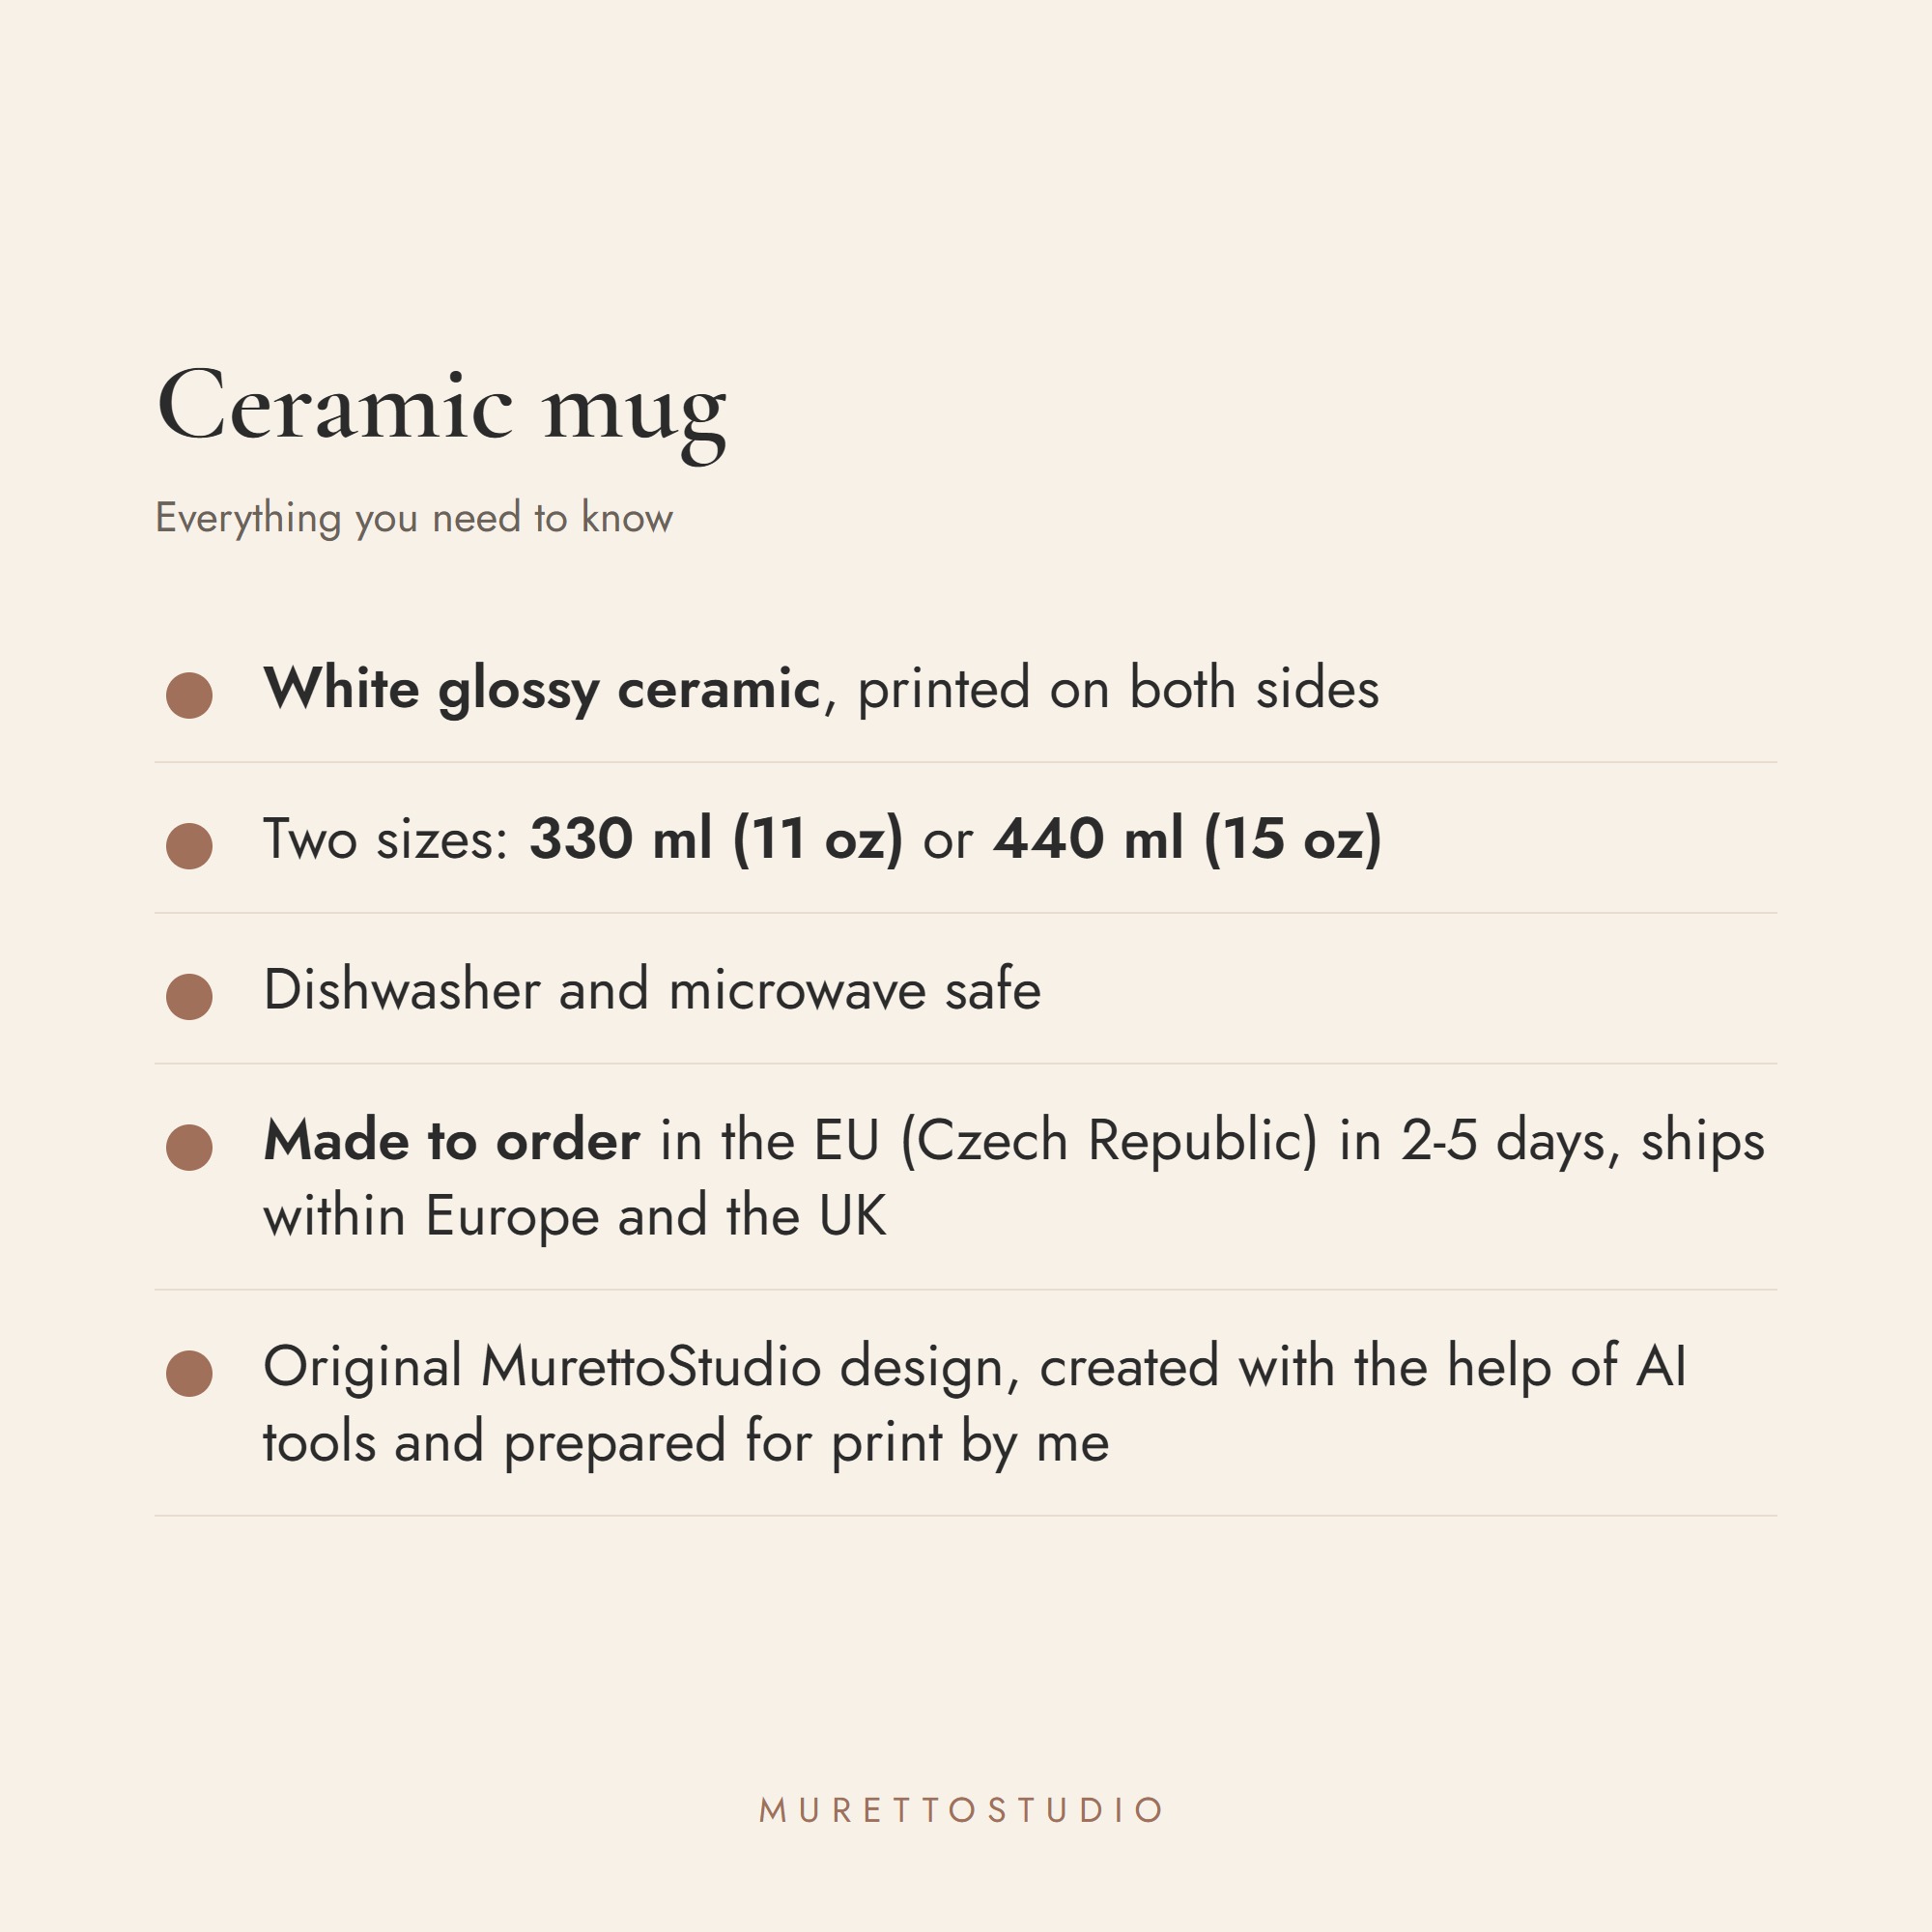 Ceramic mug
Everything you need to know
White glossy ceramic, printed on both sides
Two sizes: 330 ml (11 oz) or 440 ml (15 oz)
Dishwasher and microwave safe
Made to order in the EU (Czech Republic) in 2-5 days, ships
within Europe and the UK
Original MurettoStudio design, created with the help of AI
tools and prepared for print by me
MURETTOSTUDIO